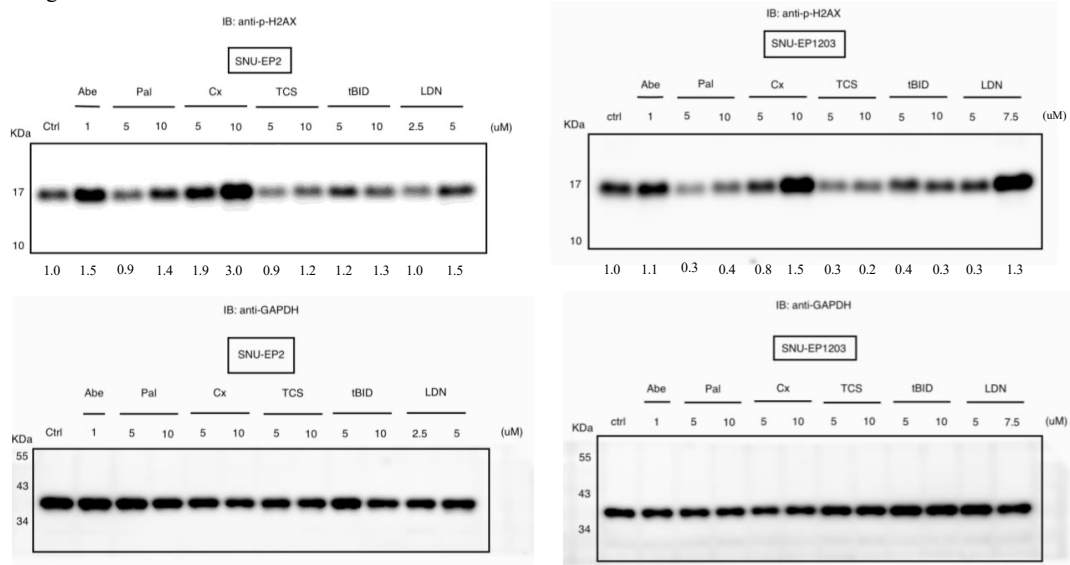 IB: anti-p-H2AX
SNU-EP2
Abe Pal Cx TCS tBID LDN
Ctrl 1 5 10 5 10 5 10 5 10 2.5 5 (uM)
KDa
17
10
1.0 1.5 0.9 1.4 1.9 3.0 0.9 1.2 1.2 1.3 1.0 1.5
IB: anti-p-H2AX
SNU-EP1203
Abe Pal Cx TCS tBID LDN
ctrl 1 5 10 5 10 5 10 5 10 5 7.5 (uM)
KDa
17
10
1.0 1.1 0.3 0.4 0.8 1.5 0.3 0.2 0.4 0.3 0.3 1.3
IB: anti-GAPDH
SNU-EP2
Abe Pal Cx TCS tBID LDN
Ctrl 1 5 10 5 10 5 10 5 10 2.5 5 (uM)
KDa
55
43
34
IB: anti-GAPDH
SNU-EP1203
Abe Pal Cx TCS tBID LDN
ctrl 1 5 10 5 10 5 10 5 10 5 7.5 (uM)
KDa
55
43
34